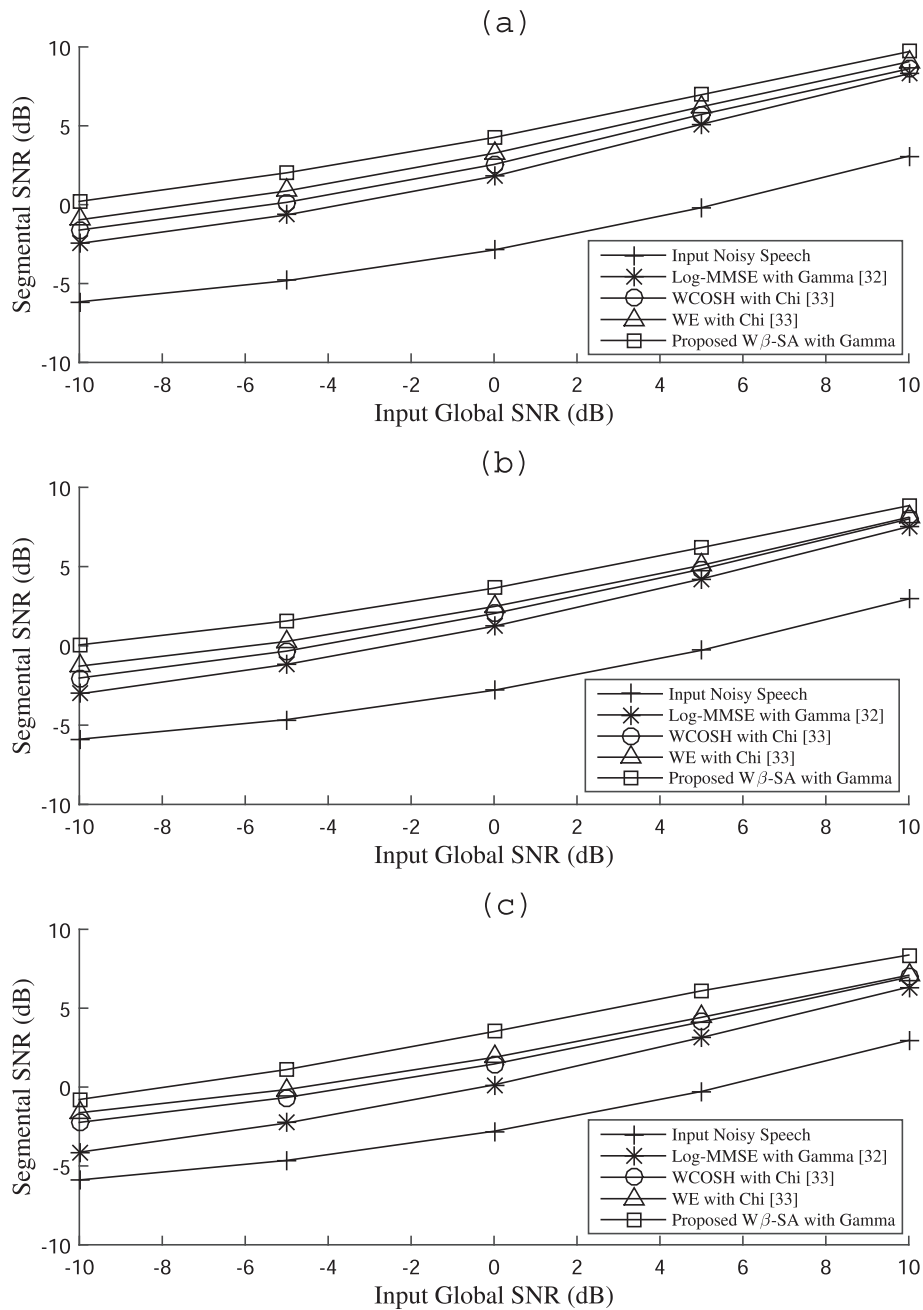 (a)
10
5
0
-5
-10
Segmental SNR (dB)
Input Noisy Speech
Log-MMSE with Gamma [32]
WCOSH with Chi [33]
WE with Chi [33]
Proposed Wβ-SA with Gamma
-10 -8 -6 -4 -2 0 2 4 6 8 10
Input Global SNR (dB)
(b)
10
5
0
-5
-10
Segmental SNR (dB)
Input Noisy Speech
Log-MMSE with Gamma [32]
WCOSH with Chi [33]
WE with Chi [33]
Proposed Wβ-SA with Gamma
-10 -8 -6 -4 -2 0 2 4 6 8 10
Input Global SNR (dB)
(c)
10
5
0
-5
-10
Segmental SNR (dB)
Input Noisy Speech
Log-MMSE with Gamma [32]
WCOSH with Chi [33]
WE with Chi [33]
Proposed Wβ-SA with Gamma
-10 -8 -6 -4 -2 0 2 4 6 8 10
Input Global SNR (dB)